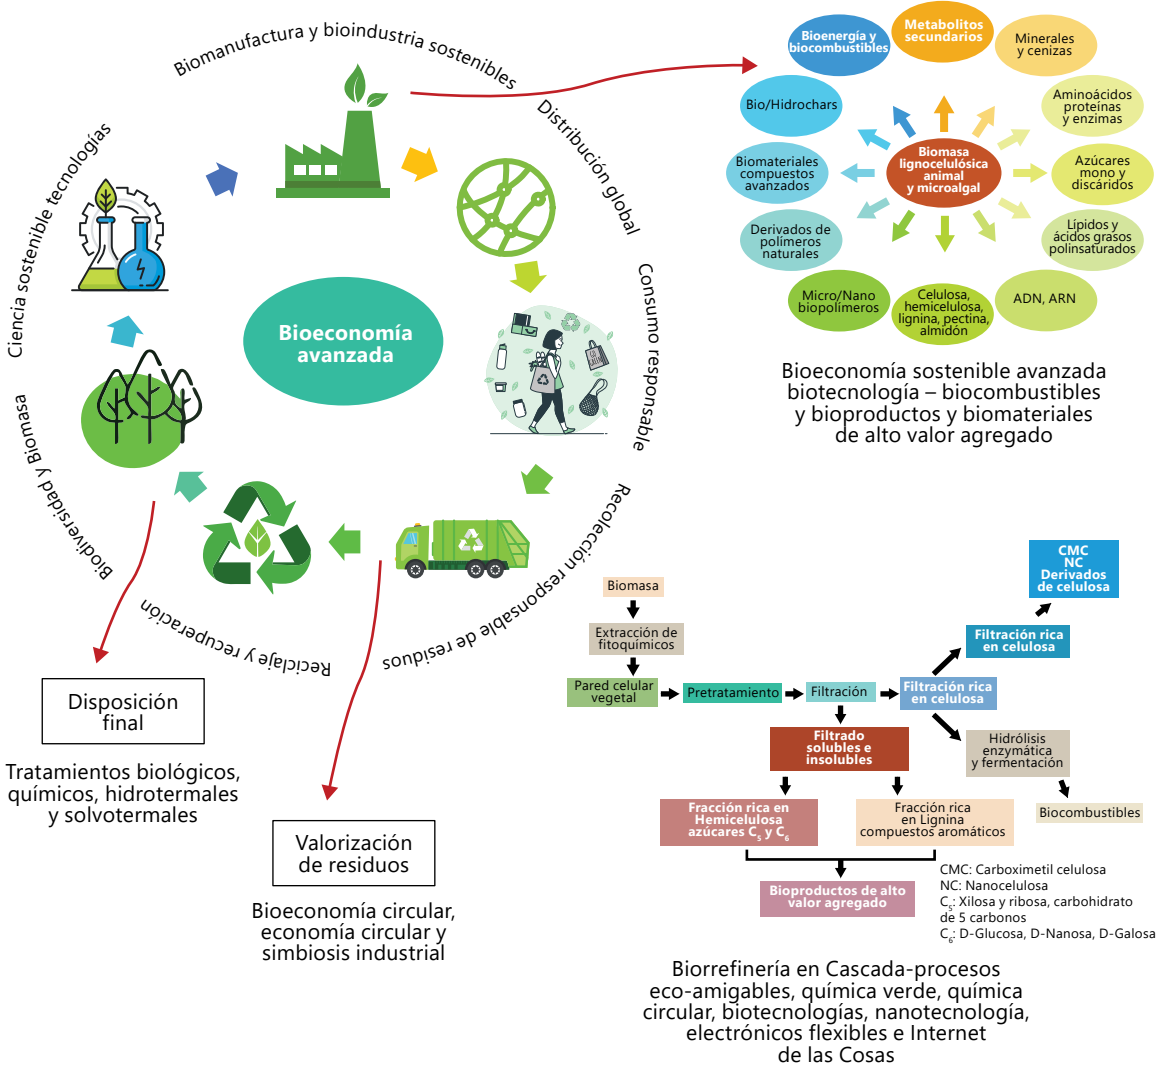 Biomanufactura y bioindustria sostenibles
Distribución global
Consumo responsable
Recolección responsable de residuos
Reciclaje y recuperación
Biodiversidad y Biomasa
Ciencia sostenible tecnologías
Bioeconomía
avanzada
GO
GREEN
Disposición
final
Tratamientos biológicos,
químicos, hidrotermales
y solvotermales
Valorización
de residuos
Bioeconomía circular,
economía circular y
simbiosis industrial
Bioenergía y
biocombustibles
Metabolitos
secundarios
Minerales
y cenizas
Bio/Hidrochars
Aminoácidos
proteínas
y enzimas
Biomateriales
compuestos
avanzados
Biomasa
lignocelulósica
animal
y microalgal
Azúcares
mono y
discáridos
Derivados de
polímeros
naturales
Lípidos y
ácidos grasos
polinsaturados
Micro/Nano
biopolímeros
Celulosa,
hemicelulosa,
lignina, pectina,
almidón
ADN, ARN
Bioeconomía sostenible avanzada
biotecnología – biocombustibles
y bioproductos y biomateriales
de alto valor agregado
Biomasa
Extracción de
fitoquímicos
Pared celular
vegetal
Pretratamiento
Filtración
Filtración rica
en celulosa
Filtración rica
en celulosa
CMC
NC
Derivados
de celulosa
Hidrólisis
enzymática
y fermentación
Biocombustibles
Filtrado
solubles e
insolubles
Fracción rica en
Hemicelulosa
azúcares C₅ y C₆
Fracción rica
en Lignina
compuestos aromáticos
Bioproductos de alto
valor agregado
CMC: Carboximetil celulosa
NC: Nanocelulosa
C₅: Xilosa y ribosa, carbohidrato
de 5 carbonos
C₆: D-Glucosa, D-Nanosa, D-Galosa
Biorrefinería en Cascada-procesos
eco-amigables, química verde, química
circular, biotecnologías, nanotecnología,
electrónicos flexibles e Internet
de las Cosas